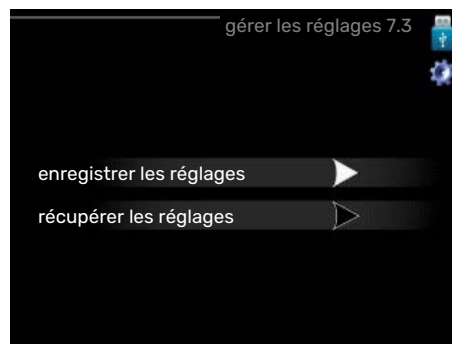 gérer les réglages 7.3
enregistrer les réglages
récupérer les réglages